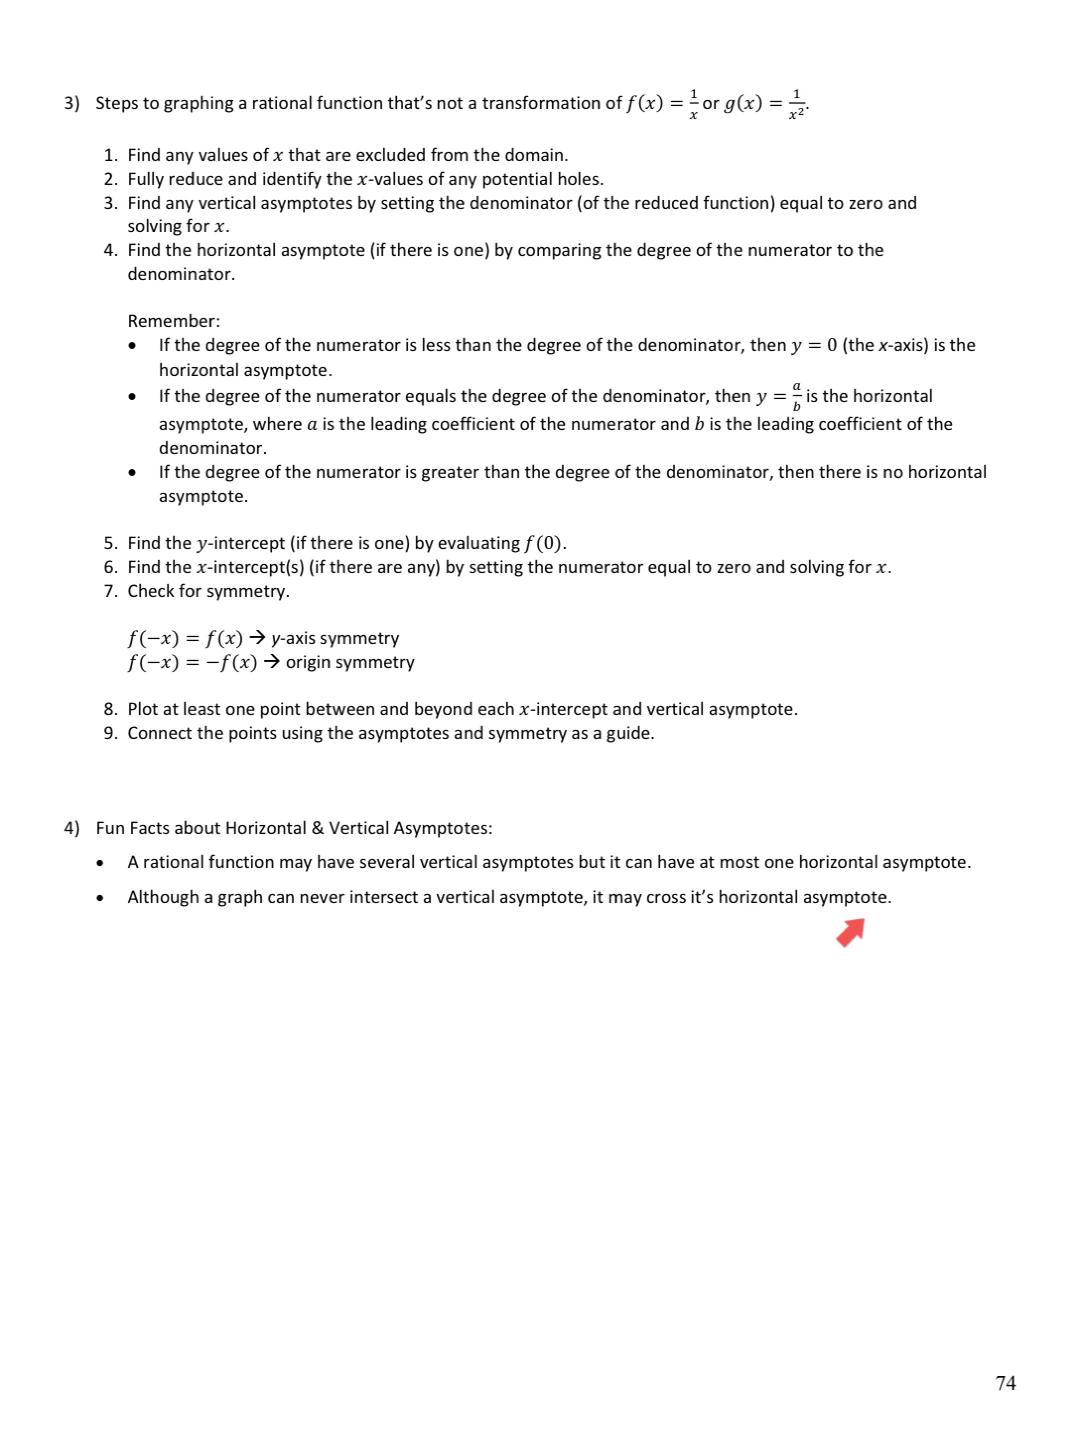 3) Steps to graphing a rational function that’s not a transformation of f(x) = 1/x or g(x) = 1/x².
1. Find any values of x that are excluded from the domain.
2. Fully reduce and identify the x-values of any potential holes.
3. Find any vertical asymptotes by setting the denominator (of the reduced function) equal to zero and
solving for x.
4. Find the horizontal asymptote (if there is one) by comparing the degree of the numerator to the
denominator.
Remember:
• If the degree of the numerator is less than the degree of the denominator, then y = 0 (the x-axis) is the
horizontal asymptote.
• If the degree of the numerator equals the degree of the denominator, then y = a/b is the horizontal
asymptote, where a is the leading coefficient of the numerator and b is the leading coefficient of the
denominator.
• If the degree of the numerator is greater than the degree of the denominator, then there is no horizontal
asymptote.
5. Find the y-intercept (if there is one) by evaluating f(0).
6. Find the x-intercept(s) (if there are any) by setting the numerator equal to zero and solving for x.
7. Check for symmetry.
f(−x) = f(x) → y-axis symmetry
f(−x) = −f(x) → origin symmetry
8. Plot at least one point between and beyond each x-intercept and vertical asymptote.
9. Connect the points using the asymptotes and symmetry as a guide.
4) Fun Facts about Horizontal & Vertical Asymptotes:
• A rational function may have several vertical asymptotes but it can have at most one horizontal asymptote.
• Although a graph can never intersect a vertical asymptote, it may cross it’s horizontal asymptote.
74